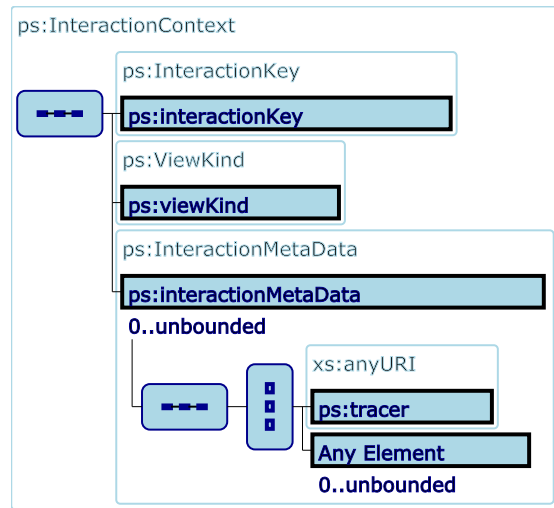 ps:InteractionContext
ps:InteractionKey
ps:interactionKey
ps:ViewKind
ps:viewKind
ps:InteractionMetaData
ps:interactionMetaData
0..unbounded
xs:anyURI
ps:tracer
Any Element
0..unbounded